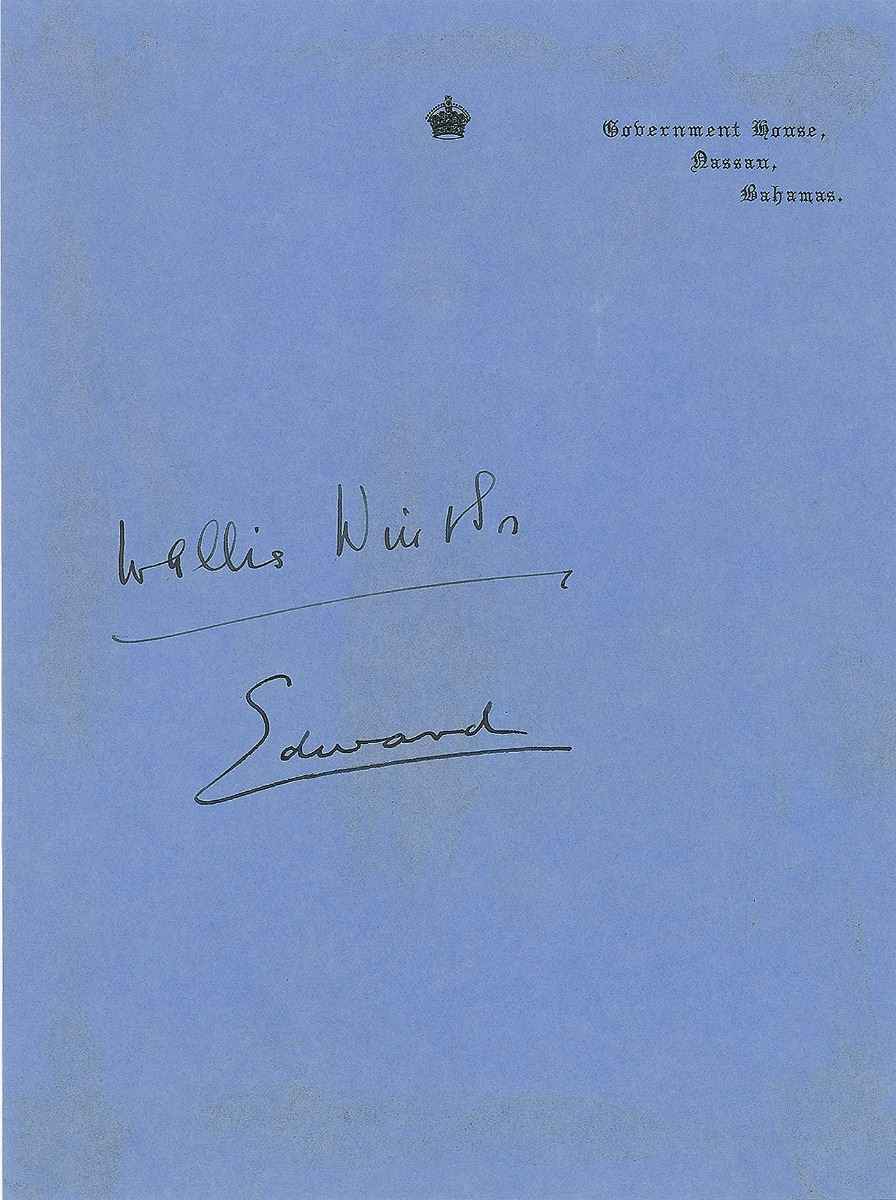 Government House,
Nassau,
Bahamas.
Wallis Windsor
Edward